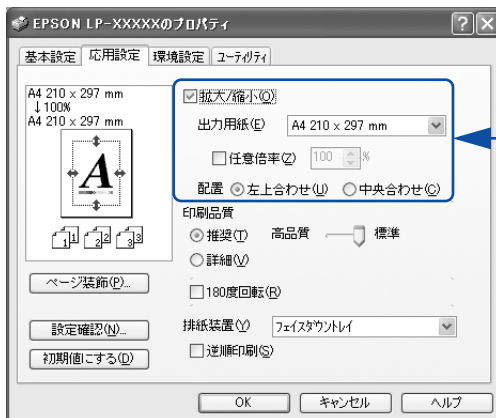 EPSON LP-XXXXXのプロパティ
基本設定 応用設定 環境設定 ユーティリティ
A4 210 x 297 mm
↓100%
A4 210 x 297 mm
A
1 1 2 2 3 3
ページ装飾(P)...
設定確認(N)...
初期値にする(D)
拡大/縮小(O)
出力用紙(E) A4 210 x 297 mm
任意倍率(Z) 100 %
配置 左上合わせ(U) 中央合わせ(C)
印刷品質
推奨(T) 高品質 標準
詳細(V)
180度回転(R)
排紙装置(Y) フェイスダウントレイ
逆順印刷(S)
OK キャンセル ヘルプ